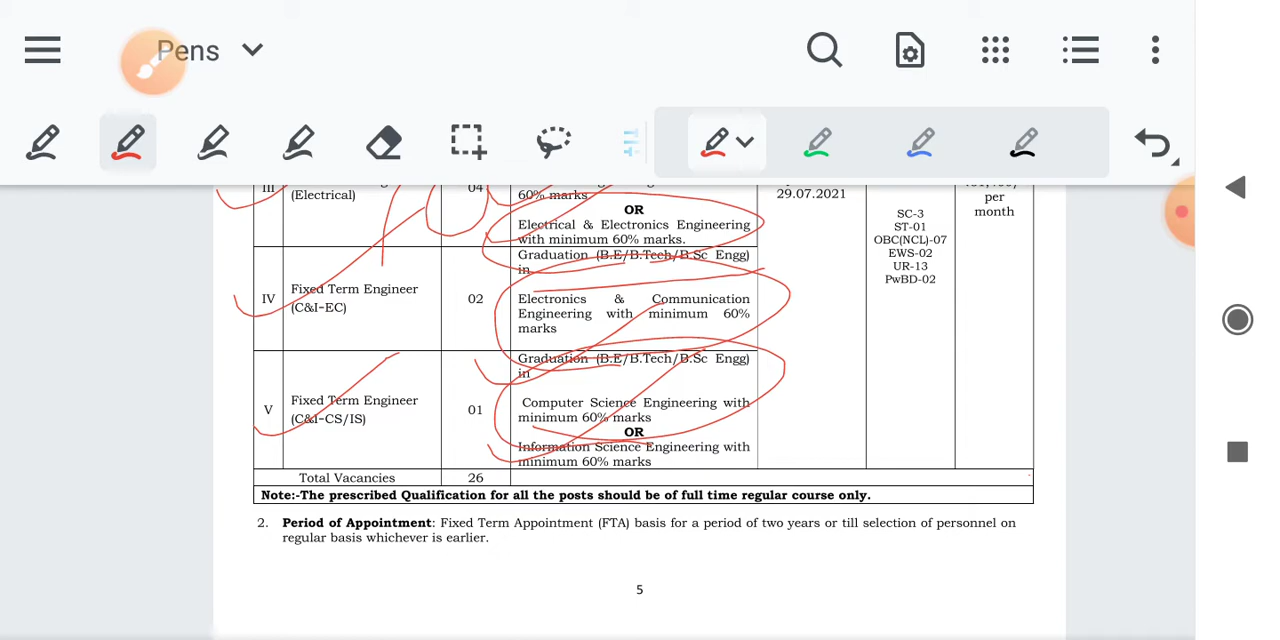 Pens
III
(Electrical)
04
60% marks
OR
Electrical & Electronics Engineering
with minimum 60% marks.
29.07.2021
SC-3
ST-01
OBC(NCL)-07
EWS-02
UR-13
PwBD-02
per
month
IV
Fixed Term Engineer
(C&I-EC)
02
Graduation (B.E/B.Tech/B.Sc Engg)
in
Electronics & Communication
Engineering with minimum 60%
marks
V
Fixed Term Engineer
(C&I-CS/IS)
01
Graduation (B.E/B.Tech/B.Sc Engg)
in
Computer Science Engineering with
minimum 60% marks
OR
Information Science Engineering with
minimum 60% marks
Total Vacancies 26
Note:-The prescribed Qualification for all the posts should be of full time regular course only.
2. Period of Appointment: Fixed Term Appointment (FTA) basis for a period of two years or till selection of personnel on
regular basis whichever is earlier.
5